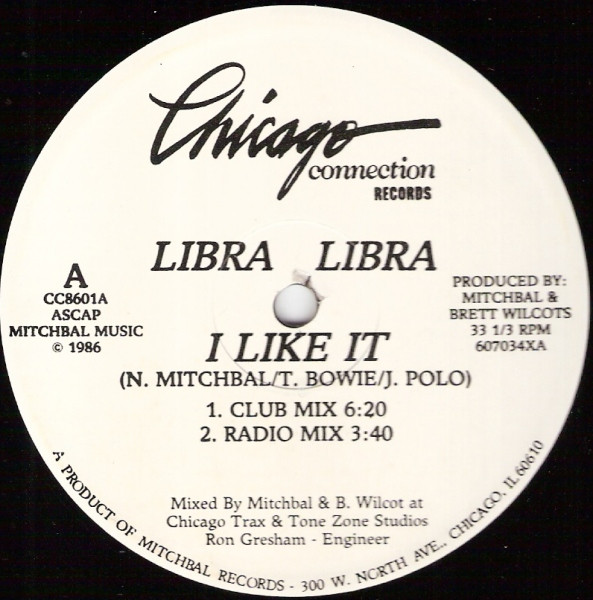 Chicago
connection
RECORDS
LIBRA LIBRA
A
CC8601A
ASCAP
MITCHBAL MUSIC
© 1986
PRODUCED BY:
MITCHBAL &
BRETT WILCOTS
33 1/3 RPM
607034XA
I LIKE IT
(N. MITCHBAL/T. BOWIE/J. POLO)
1. CLUB MIX 6:20
2. RADIO MIX 3:40
Mixed By Mitchbal & B. Wilcot at
Chicago Trax & Tone Zone Studios
Ron Gresham - Engineer
A PRODUCT OF MITCHBAL RECORDS - 300 W. NORTH AVE., CHICAGO, IL 60610